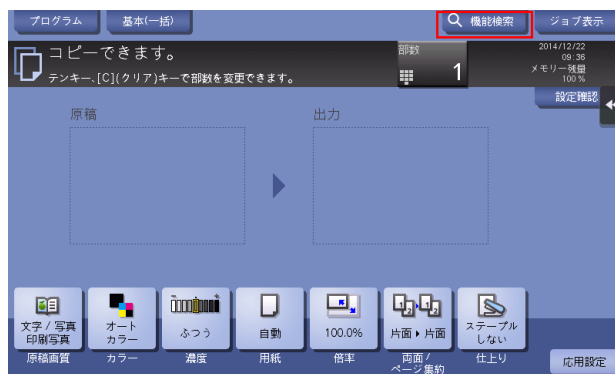 プログラム
基本(一括)
機能検索
ジョブ表示
コピーできます。
テンキー、[C](クリア)キーで部数を変更できます。
部数
1
2014/12/22
09:36
メモリー残量
100 %
設定確認
原稿
出力
文字 / 写真
印刷写真
原稿画質
オート
カラー
カラー
ふつう
濃度
自動
用紙
100.0%
倍率
片面 ▶ 片面
両面 /
ページ集約
ステープル
しない
仕上り
応用設定